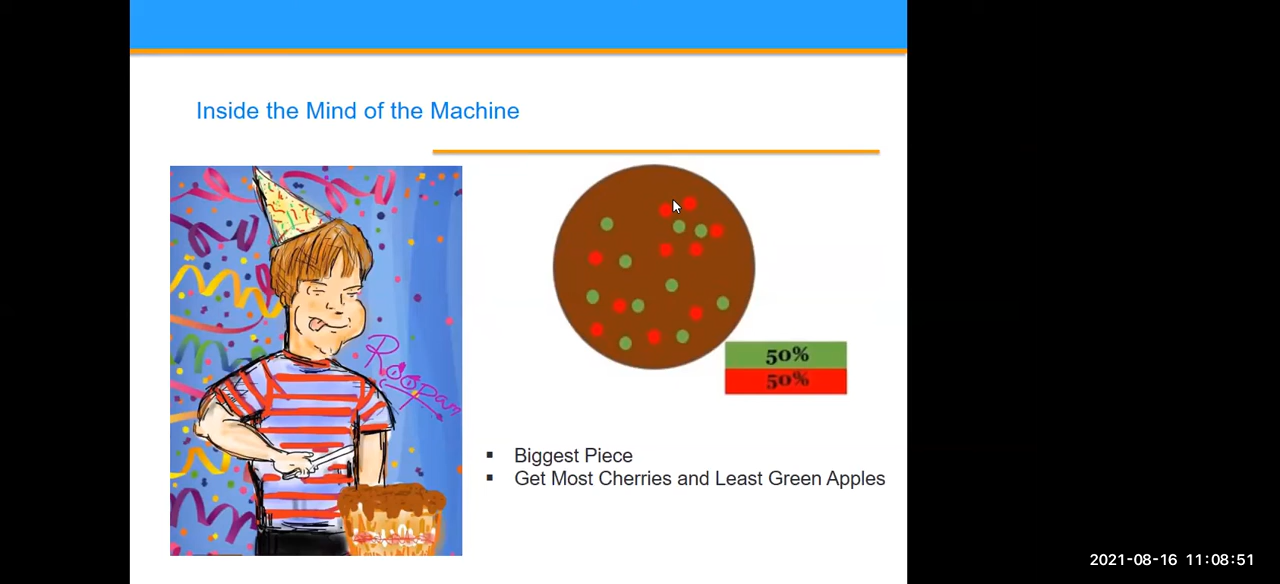 Inside the Mind of the Machine
Roopam
50%
50%
▪ Biggest Piece
▪ Get Most Cherries and Least Green Apples
2021-08-16 11:08:51